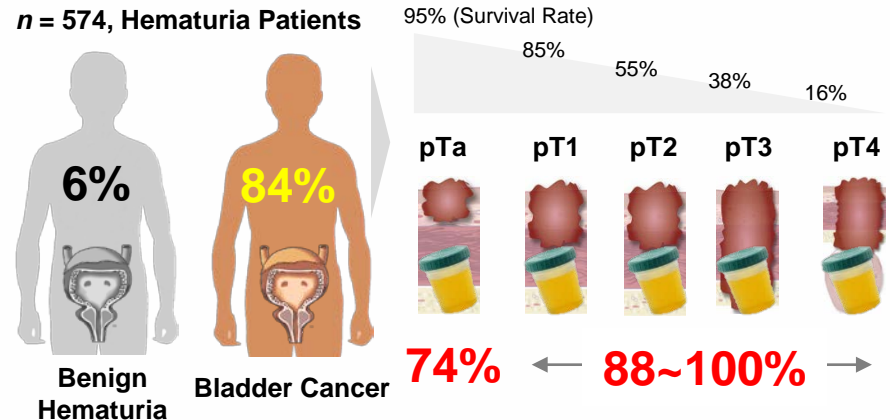 n = 574, Hematuria Patients
95% (Survival Rate)
85%
55%
38%
16%
pTa
pT1
pT2
pT3
pT4
6%
84%
74%
88~100%
Benign
Hematuria
Bladder Cancer